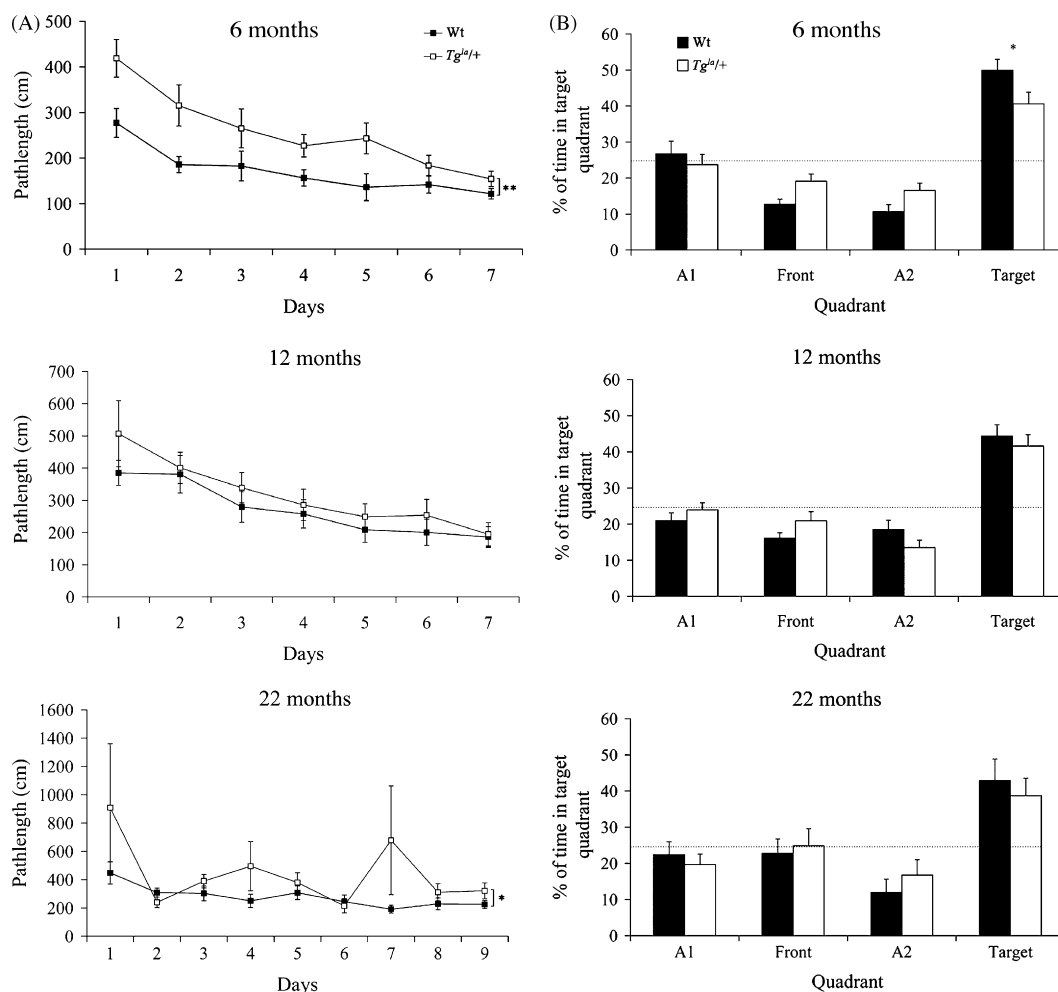 (A)
6 months
Wt
Tg^la/+
Pathlength (cm)
500
400
300
200
100
0
**
1 2 3 4 5 6 7
Days
12 months
Pathlength (cm)
700
600
500
400
300
200
100
0
1 2 3 4 5 6 7
Days
22 months
Pathlength (cm)
1600
1400
1200
1000
800
600
400
200
0
*
1 2 3 4 5 6 7 8 9
Days
(B)
6 months
Wt
Tg^la/+
% of time in target
quadrant
60
50
40
30
20
10
0
*
A1 Front A2 Target
Quadrant
12 months
% of time in target
quadrant
60
50
40
30
20
10
0
A1 Front A2 Target
Quadrant
22 months
% of time in target
quadrant
60
50
40
30
20
10
0
A1 Front A2 Target
Quadrant